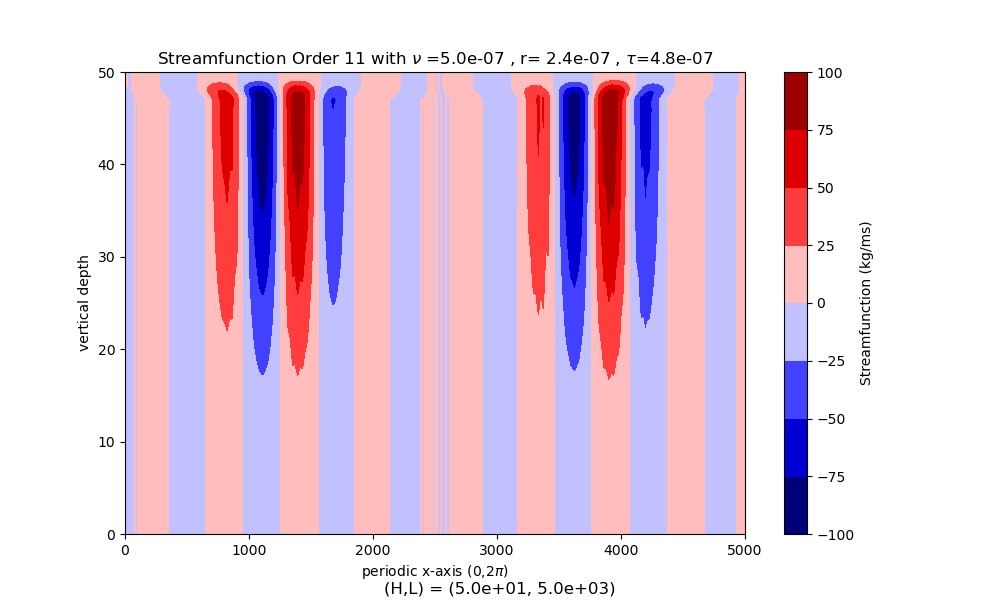 Streamfunction Order 11 with ν =5.0e-07 , r= 2.4e-07 , τ=4.8e-07
50
40
30
20
10
0
vertical depth
0 1000 2000 3000 4000 5000
periodic x-axis (0,2π)
(H,L) = (5.0e+01, 5.0e+03)
100
75
50
25
0
−25
−50
−75
−100
Streamfunction (kg/ms)